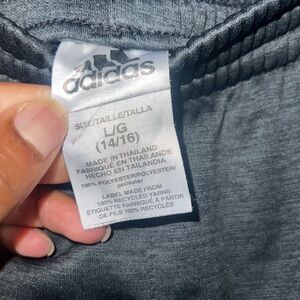 adidas
SIZE/TAILLE/TALLA
L/G
(14/16)
MADE IN THAILAND
FABRIQUÉ EN THAÏLANDE
HECHO EN TAILANDIA
100% POLYESTER/POLYESTER/
poliéster
LABEL MADE FROM
100% RECYCLED YARNS
ÉTIQUETTE FABRIQUÉ À PARTIR
DE FILS 100% RECYCLÉS